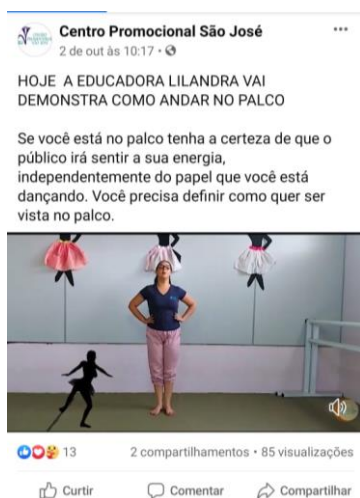 Centro Promocional São José
2 de out às 10:17 •
HOJE A EDUCADORA LILANDRA VAI
DEMONSTRA COMO ANDAR NO PALCO
Se você está no palco tenha a certeza de que o
público irá sentir a sua energia,
independentemente do papel que você está
dançando. Você precisa definir como quer ser
vista no palco.
13
2 compartilhamentos • 85 visualizações
Curtir
Comentar
Compartilhar